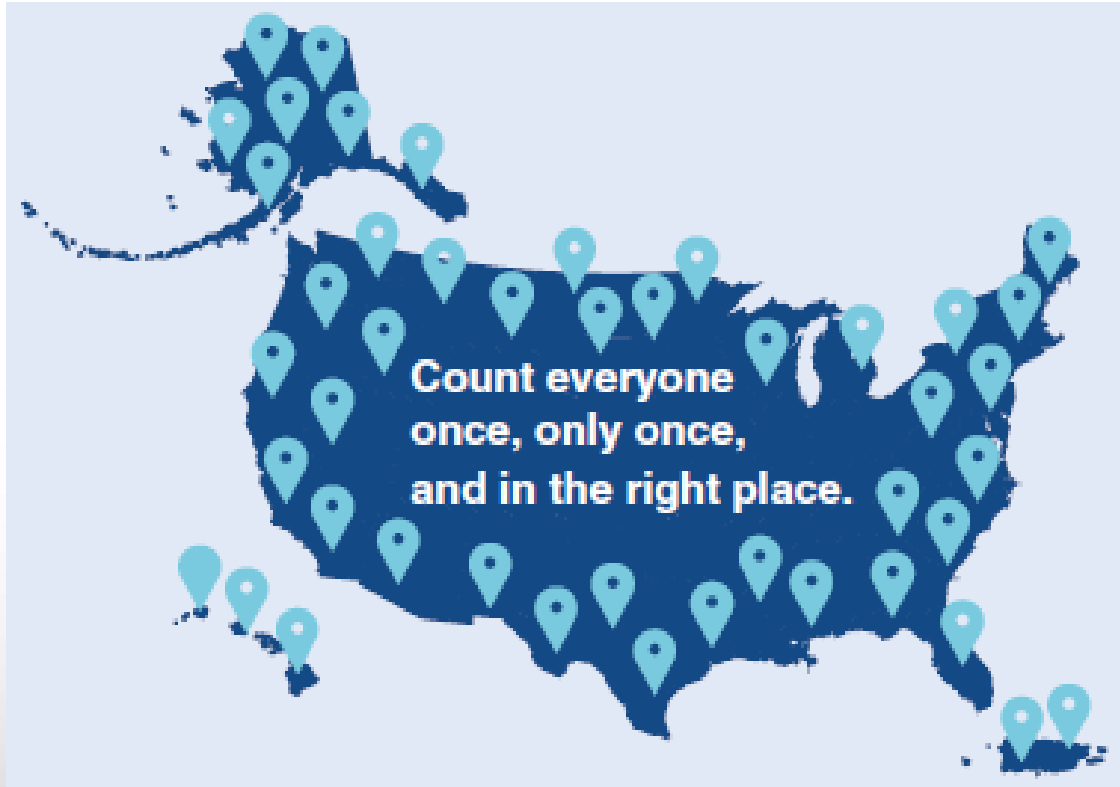 Count everyone
once, only once,
and in the right place.